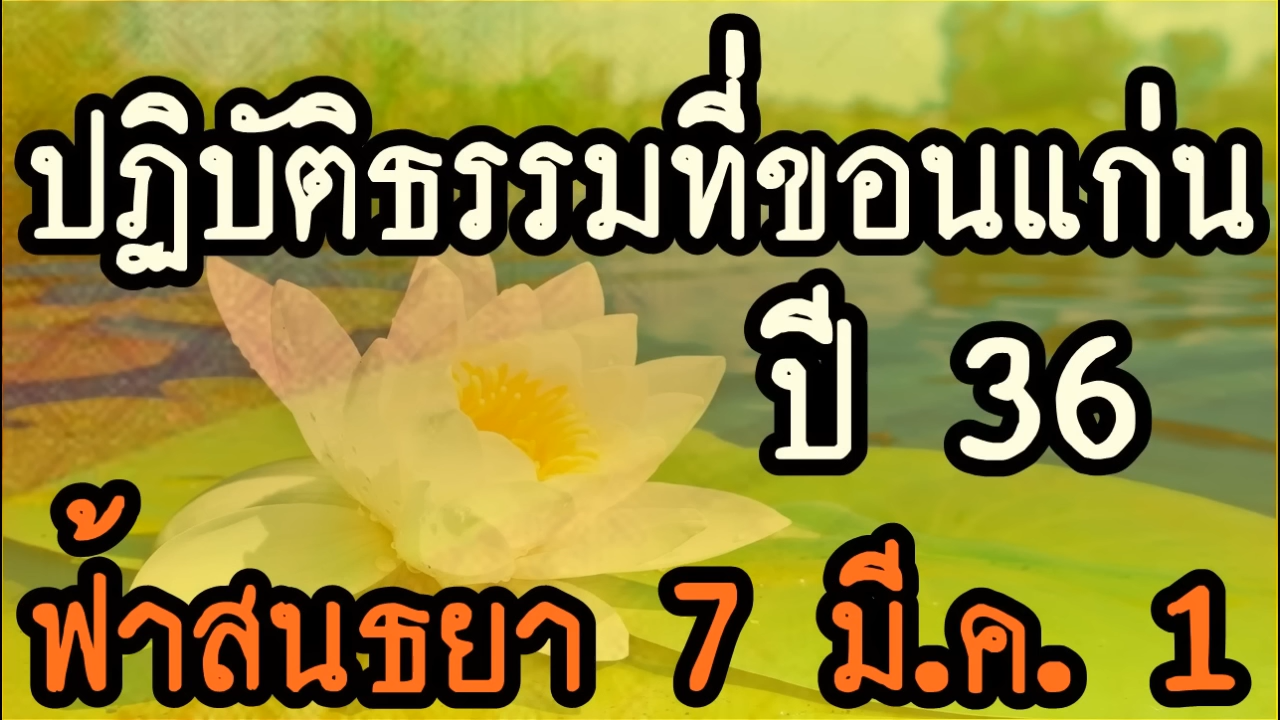 ปฏิบัติธรรมที่ขอนแก่น
ปี 36
ฟ้าสนธยา 7 มี.ค. 1